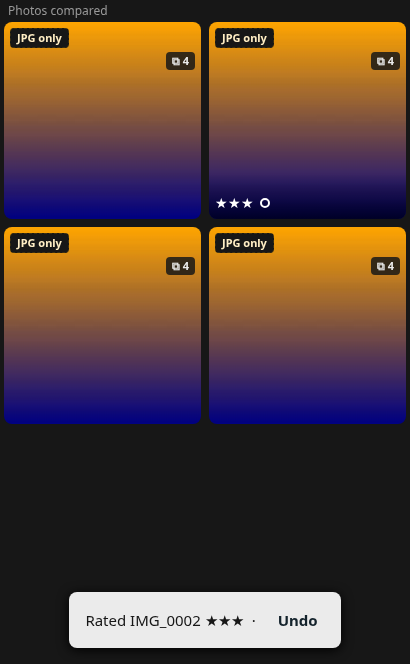 Photos compared
JPG only
⧉ 4
JPG only
⧉ 4
★★★
JPG only
⧉ 4
JPG only
⧉ 4
Rated IMG_0002 ★★★ · Undo